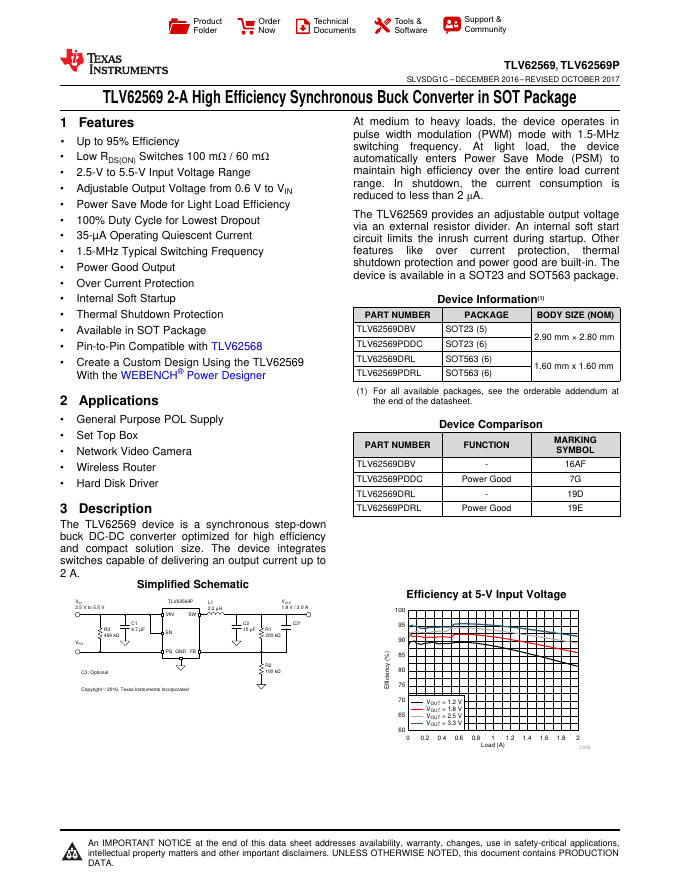 Product
Folder
Order
Now
Technical
Documents
Tools &
Software
Support &
Community
TEXAS
INSTRUMENTS
TLV62569, TLV62569P
SLVSDG1C – DECEMBER 2016 – REVISED OCTOBER 2017
TLV62569 2-A High Efficiency Synchronous Buck Converter in SOT Package
1 Features
• Up to 95% Efficiency
• Low RDS(ON) Switches 100 mΩ / 60 mΩ
• 2.5-V to 5.5-V Input Voltage Range
• Adjustable Output Voltage from 0.6 V to VIN
• Power Save Mode for Light Load Efficiency
• 100% Duty Cycle for Lowest Dropout
• 35-μA Operating Quiescent Current
• 1.5-MHz Typical Switching Frequency
• Power Good Output
• Over Current Protection
• Internal Soft Startup
• Thermal Shutdown Protection
• Available in SOT Package
• Pin-to-Pin Compatible with TLV62568
• Create a Custom Design Using the TLV62569
With the WEBENCH® Power Designer
2 Applications
• General Purpose POL Supply
• Set Top Box
• Network Video Camera
• Wireless Router
• Hard Disk Driver
3 Description
The TLV62569 device is a synchronous step-down
buck DC-DC converter optimized for high efficiency
and compact solution size. The device integrates
switches capable of delivering an output current up to
2 A.
At medium to heavy loads, the device operates in
pulse width modulation (PWM) mode with 1.5-MHz
switching frequency. At light load, the device
automatically enters Power Save Mode (PSM) to
maintain high efficiency over the entire load current
range. In shutdown, the current consumption is
reduced to less than 2 μA.
The TLV62569 provides an adjustable output voltage
via an external resistor divider. An internal soft start
circuit limits the inrush current during startup. Other
features like over current protection, thermal
shutdown protection and power good are built-in. The
device is available in a SOT23 and SOT563 package.
Device Information(1)
PART NUMBER PACKAGE BODY SIZE (NOM)
TLV62569DBV SOT23 (5) 2.90 mm × 2.80 mm
TLV62569PDDC SOT23 (6)
TLV62569DRL SOT563 (6) 1.60 mm x 1.60 mm
TLV62569PDRL SOT563 (6)
(1) For all available packages, see the orderable addendum at
the end of the datasheet.
Device Comparison
PART NUMBER FUNCTION MARKING SYMBOL
TLV62569DBV - 16AF
TLV62569PDDC Power Good 7G
TLV62569DRL - 19D
TLV62569PDRL Power Good 19E
Simplified Schematic
VIN
2.5 V to 5.5 V
TLV62569P
L1
2.2 μH
VOUT
1.8 V / 2.0 A
VIN SW
R3
499 kΩ
C1
4.7 μF
EN
C2
10 μF
R1
200 kΩ
C3*
VPG
PG GND FB
R2
100 kΩ
C3: Optional
Copyright © 2016, Texas Instruments Incorporated
Efficiency at 5-V Input Voltage
Efficiency (%)
100
95
90
85
80
75
70
65
60
VOUT = 1.2 V
VOUT = 1.8 V
VOUT = 2.5 V
VOUT = 3.3 V
0 0.2 0.4 0.6 0.8 1 1.2 1.4 1.6 1.8 2
Load (A)
An IMPORTANT NOTICE at the end of this data sheet addresses availability, warranty, changes, use in safety-critical applications,
intellectual property matters and other important disclaimers. UNLESS OTHERWISE NOTED, this document contains PRODUCTION
DATA.